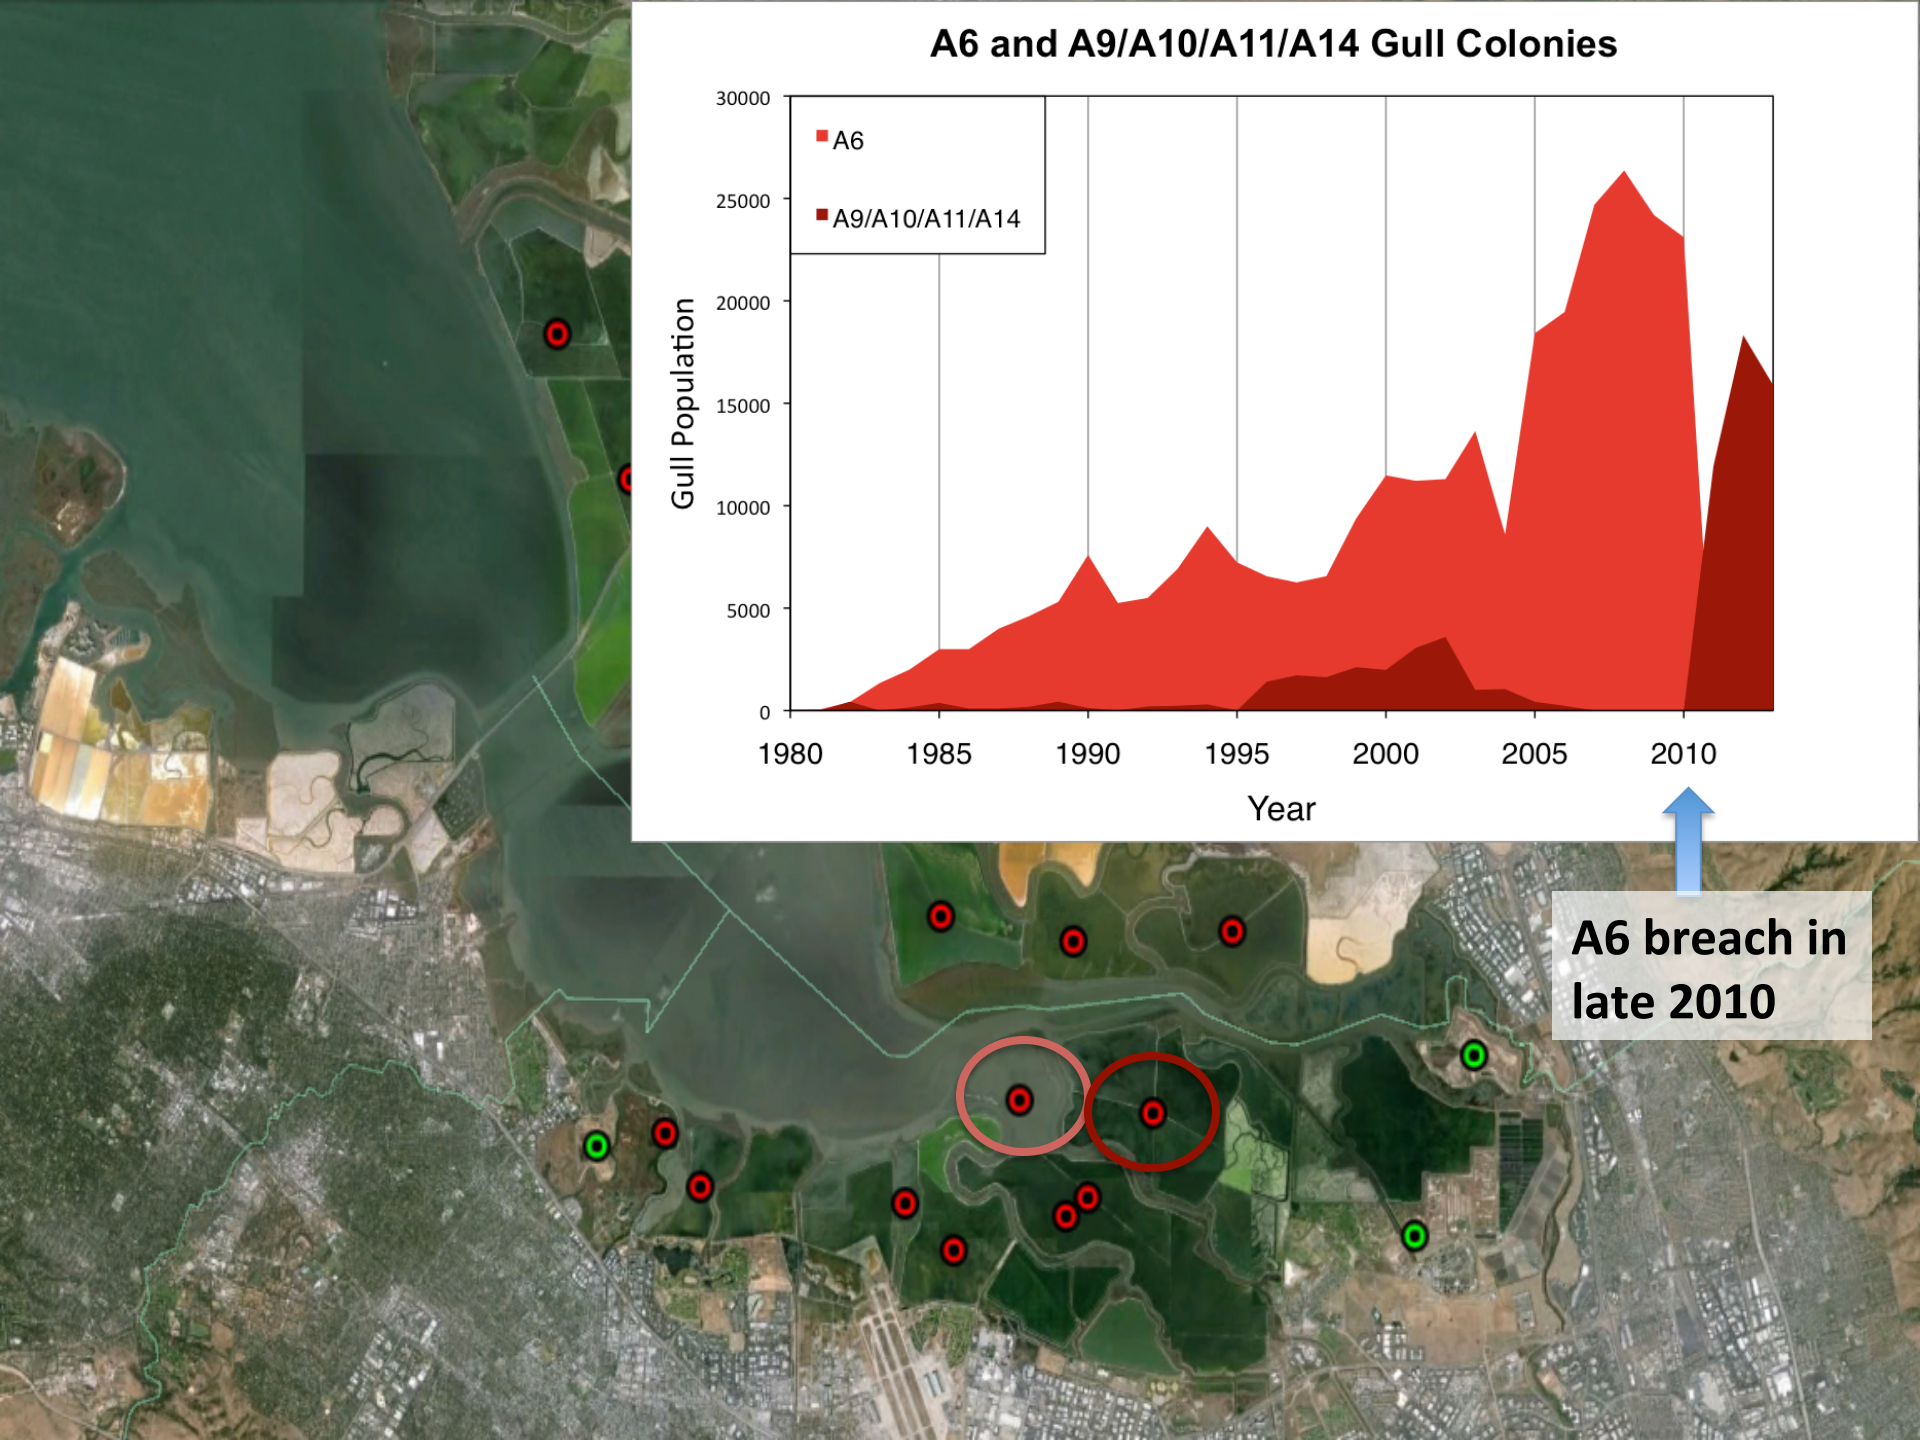 A6 and A9/A10/A11/A14 Gull Colonies
30000
25000
20000
15000
10000
5000
0
A6
A9/A10/A11/A14
Gull Population
1980 1985 1990 1995 2000 2005 2010
Year
A6 breach in
late 2010